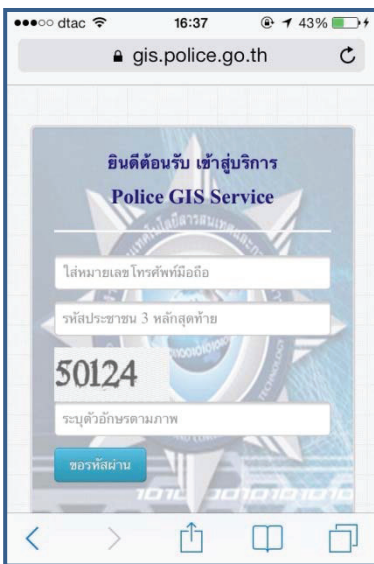 dtac 16:37 43%
gis.police.go.th
ยินดีต้อนรับ เข้าสู่บริการ
Police GIS Service
ใส่หมายเลขโทรศัพท์มือถือ
รหัสประชาชน 3 หลักสุดท้าย
50124
ระบุตัวอักษรตามภาพ
ขอรหัสผ่าน